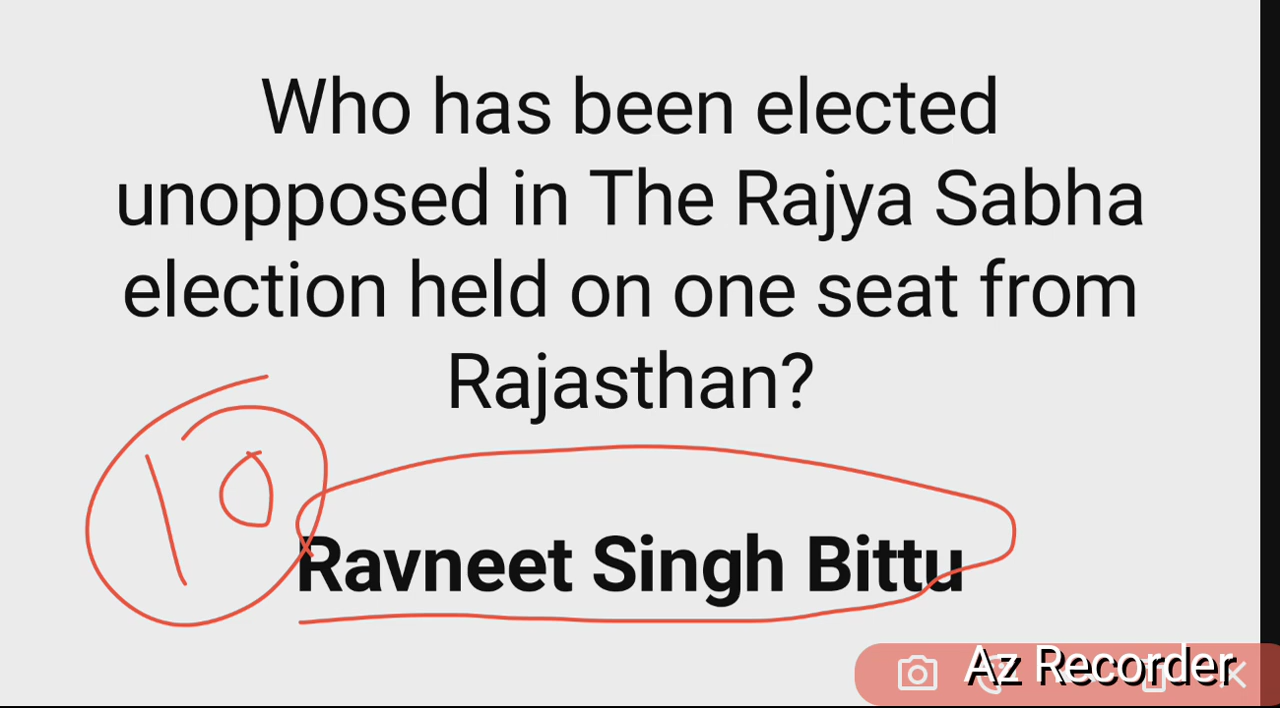 Who has been elected
unopposed in The Rajya Sabha
election held on one seat from
Rajasthan?
10
Ravneet Singh Bittu
Az Recorder